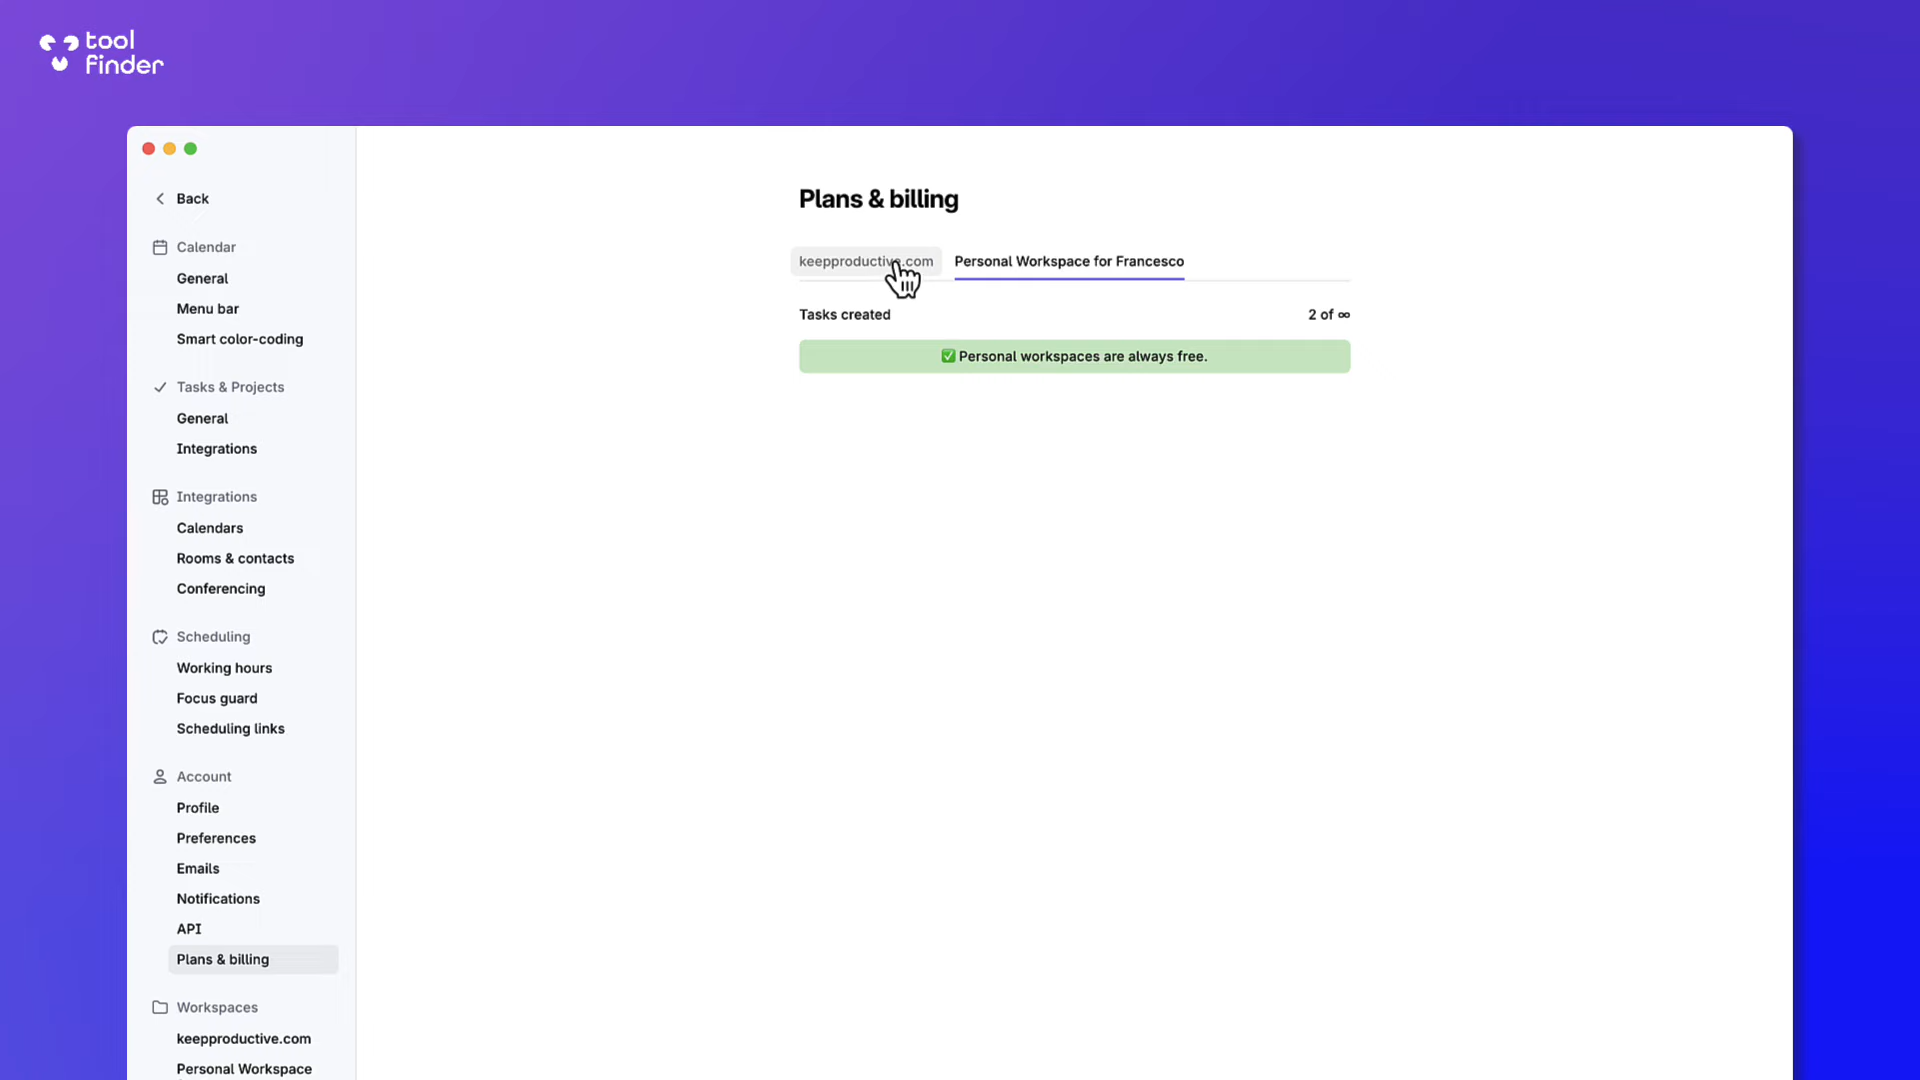 tool
finder
Back
Calendar
General
Menu bar
Smart color-coding
Tasks & Projects
General
Integrations
Integrations
Calendars
Rooms & contacts
Conferencing
Scheduling
Working hours
Focus guard
Scheduling links
Account
Profile
Preferences
Emails
Notifications
API
Plans & billing
Workspaces
keepproductive.com
Personal Workspace
Plans & billing
keepproductive.com Personal Workspace for Francesco
Tasks created 2 of ∞
✅ Personal workspaces are always free.